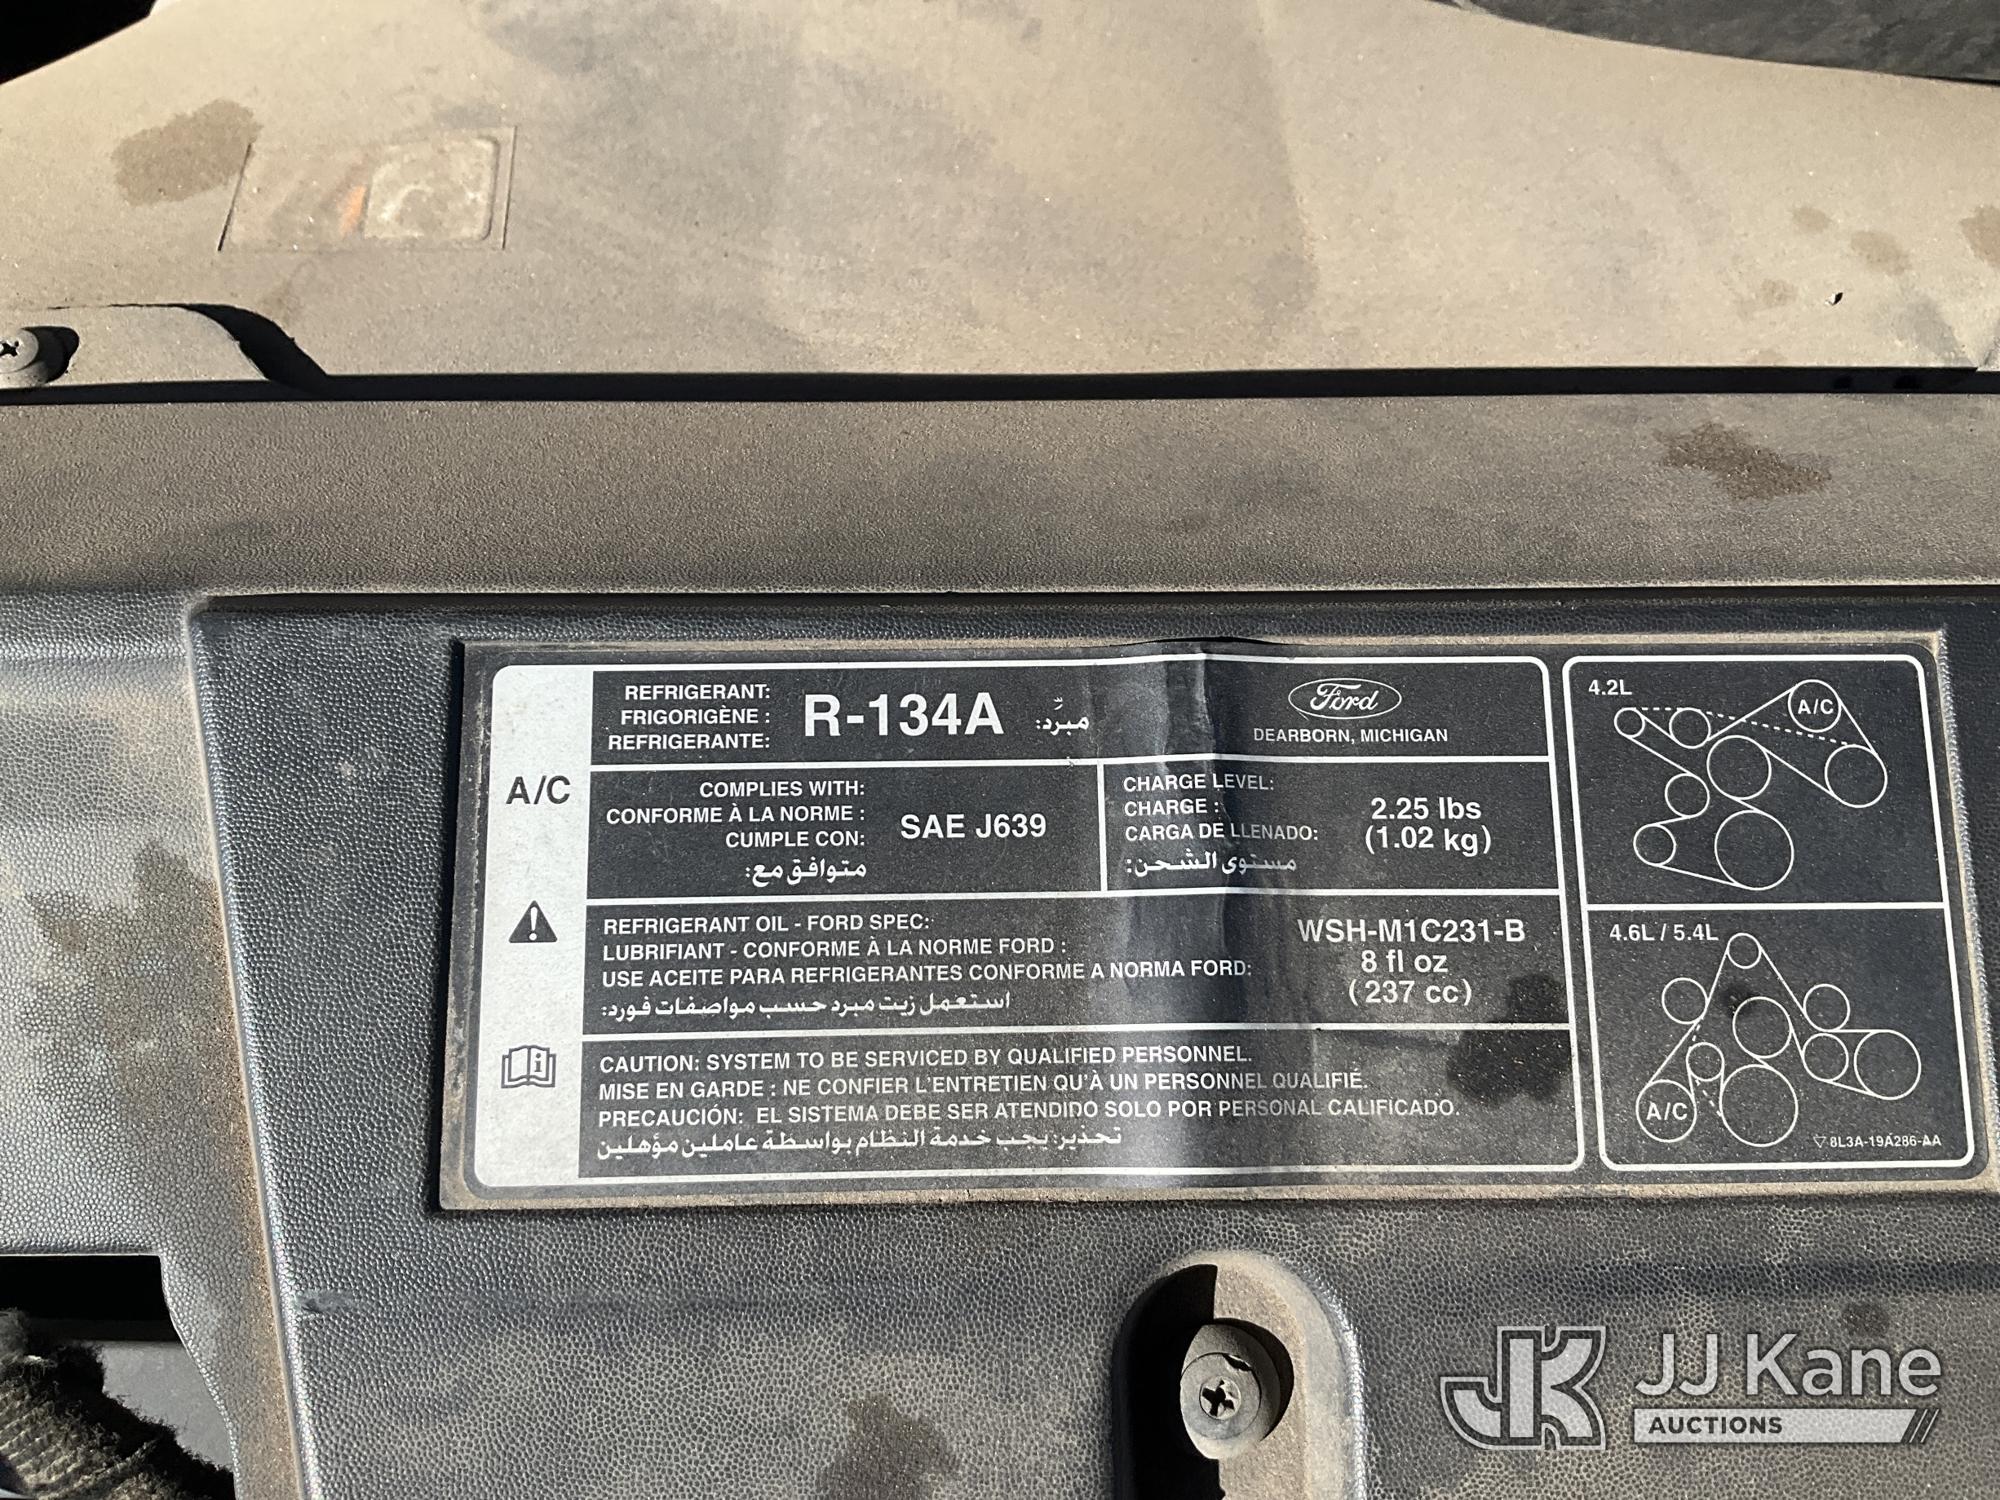 REFRIGERANT:
FRIGORIGÈNE :
REFRIGERANTE:
R-134A
مبرِّد:
Ford
DEARBORN, MICHIGAN
A/C
COMPLIES WITH:
CONFORME À LA NORME :
CUMPLE CON:
متوافق مع:
SAE J639
CHARGE LEVEL:
CHARGE :
CARGA DE LLENADO:
مستوى الشحن:
2.25 lbs
(1.02 kg)
REFRIGERANT OIL - FORD SPEC:
LUBRIFIANT - CONFORME À LA NORME FORD :
USE ACEITE PARA REFRIGERANTES CONFORME A NORMA FORD:
استعمل زيت مبرد حسب مواصفات فورد:
WSH-M1C231-B
8 fl oz
(237 cc)
CAUTION: SYSTEM TO BE SERVICED BY QUALIFIED PERSONNEL.
MISE EN GARDE : NE CONFIER L'ENTRETIEN QU'À UN PERSONNEL QUALIFIÉ.
PRECAUCIÓN: EL SISTEMA DEBE SER ATENDIDO SOLO POR PERSONAL CALIFICADO.
تحذير: يجب خدمة النظام بواسطة عاملين مؤهلين
4.2L
A/C
4.6L / 5.4L
A/C
8L3A-19A286-AA
JK
JJ Kane
AUCTIONS